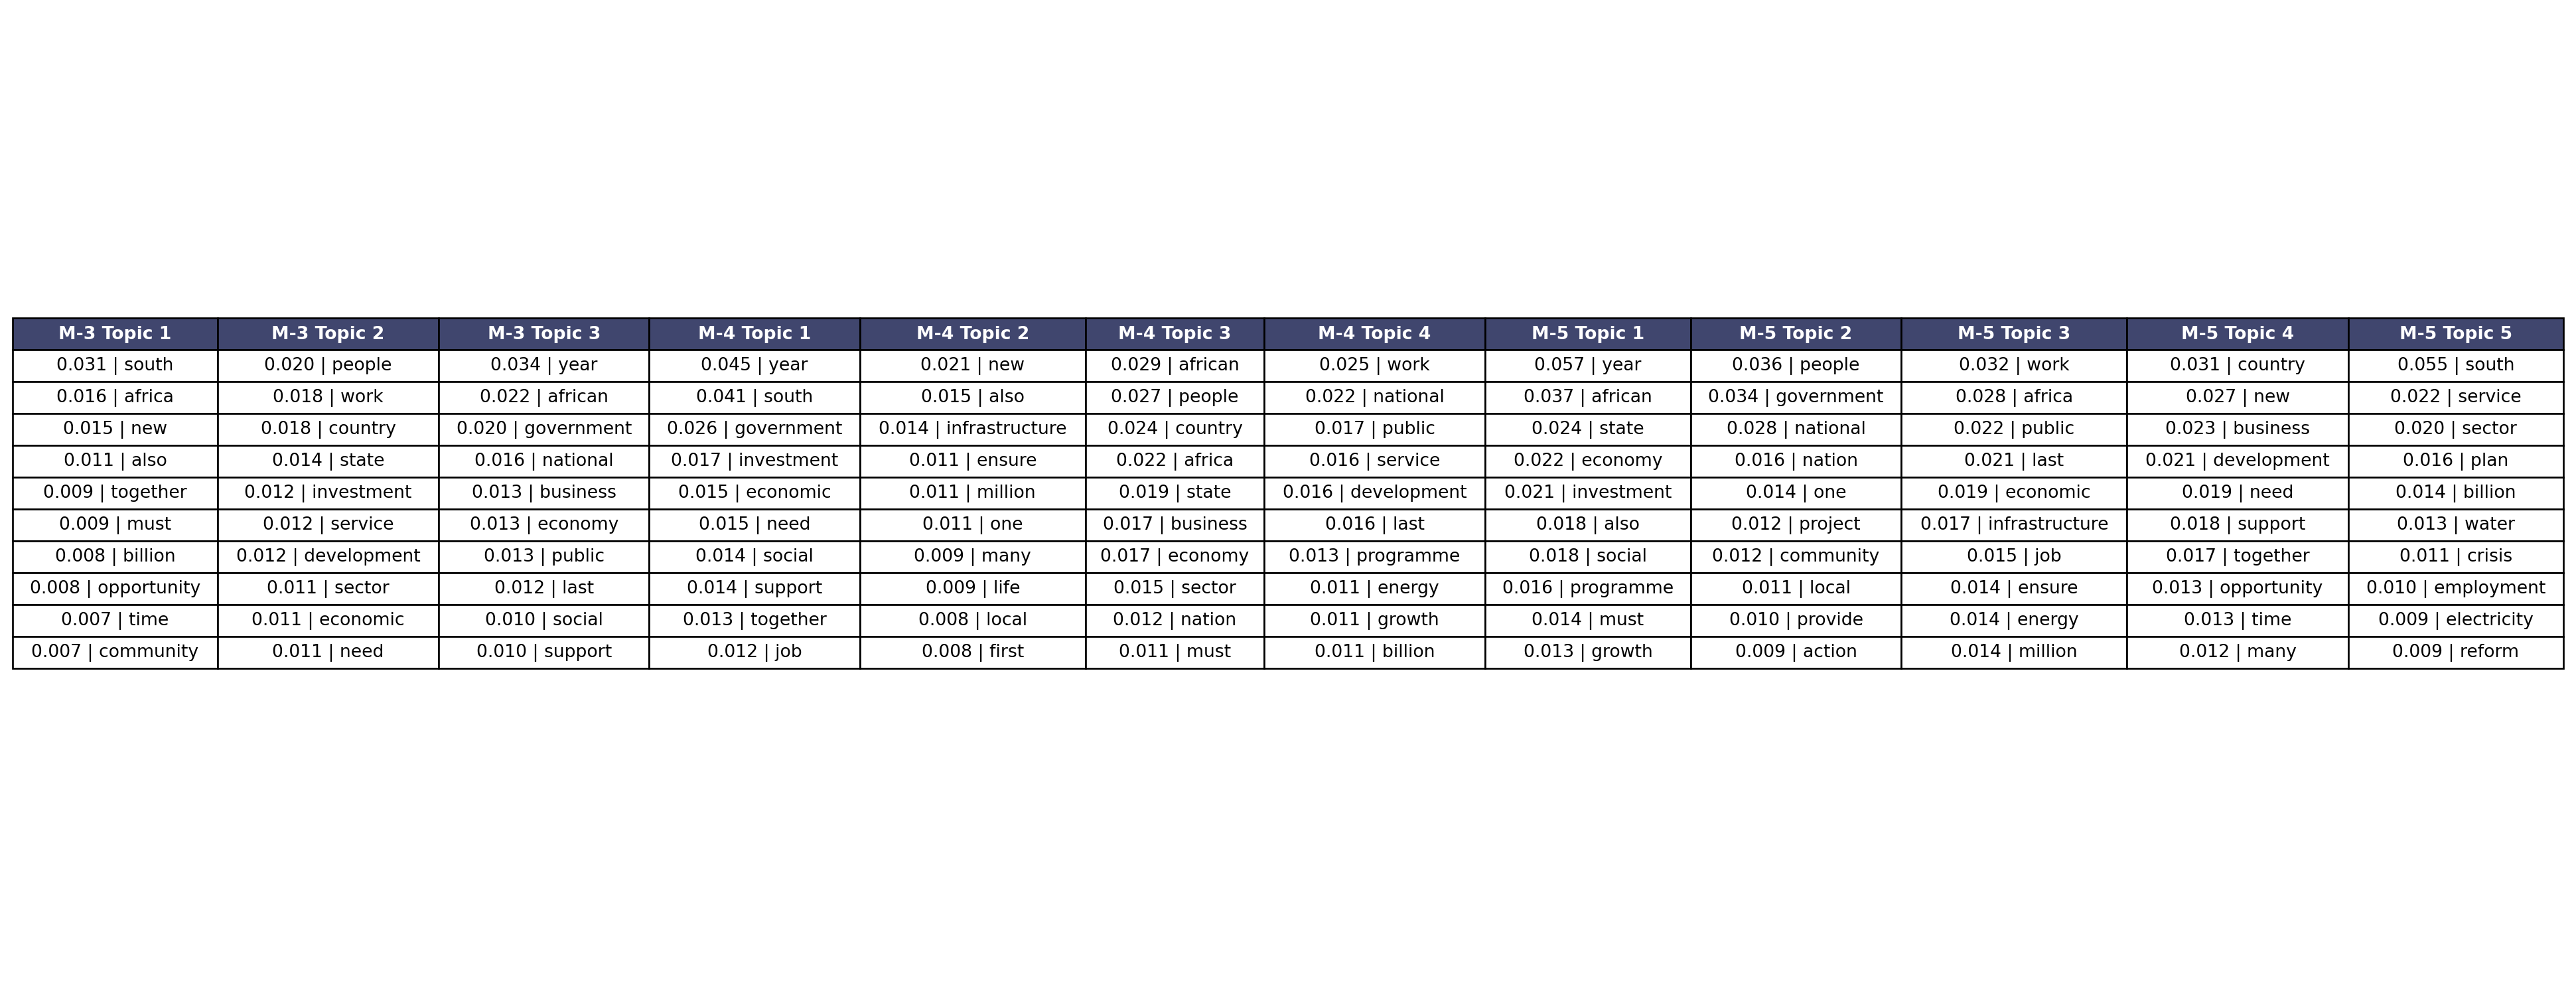 M-3 Topic 1 M-3 Topic 2 M-3 Topic 3 M-4 Topic 1 M-4 Topic 2 M-4 Topic 3 M-4 Topic 4 M-5 Topic 1 M-5 Topic 2 M-5 Topic 3 M-5 Topic 4 M-5 Topic 5
0.031 | south 0.020 | people 0.034 | year 0.045 | year 0.021 | new 0.029 | african 0.025 | work 0.057 | year 0.036 | people 0.032 | work 0.031 | country 0.055 | south
0.016 | africa 0.018 | work 0.022 | african 0.041 | south 0.015 | also 0.027 | people 0.022 | national 0.037 | african 0.034 | government 0.028 | africa 0.027 | new 0.022 | service
0.015 | new 0.018 | country 0.020 | government 0.026 | government 0.014 | infrastructure 0.024 | country 0.017 | public 0.024 | state 0.028 | national 0.022 | public 0.023 | business 0.020 | sector
0.011 | also 0.014 | state 0.016 | national 0.017 | investment 0.011 | ensure 0.022 | africa 0.016 | service 0.022 | economy 0.016 | nation 0.021 | last 0.021 | development 0.016 | plan
0.009 | together 0.012 | investment 0.013 | business 0.015 | economic 0.011 | million 0.019 | state 0.016 | development 0.021 | investment 0.014 | one 0.019 | economic 0.019 | need 0.014 | billion
0.009 | must 0.012 | service 0.013 | economy 0.015 | need 0.011 | one 0.017 | business 0.016 | last 0.018 | also 0.012 | project 0.017 | infrastructure 0.018 | support 0.013 | water
0.008 | billion 0.012 | development 0.013 | public 0.014 | social 0.009 | many 0.017 | economy 0.013 | programme 0.018 | social 0.012 | community 0.015 | job 0.017 | together 0.011 | crisis
0.008 | opportunity 0.011 | sector 0.012 | last 0.014 | support 0.009 | life 0.015 | sector 0.011 | energy 0.016 | programme 0.011 | local 0.014 | ensure 0.013 | opportunity 0.010 | employment
0.007 | time 0.011 | economic 0.010 | social 0.013 | together 0.008 | local 0.012 | nation 0.011 | growth 0.014 | must 0.010 | provide 0.014 | energy 0.013 | time 0.009 | electricity
0.007 | community 0.011 | need 0.010 | support 0.012 | job 0.008 | first 0.011 | must 0.011 | billion 0.013 | growth 0.009 | action 0.014 | million 0.012 | many 0.009 | reform